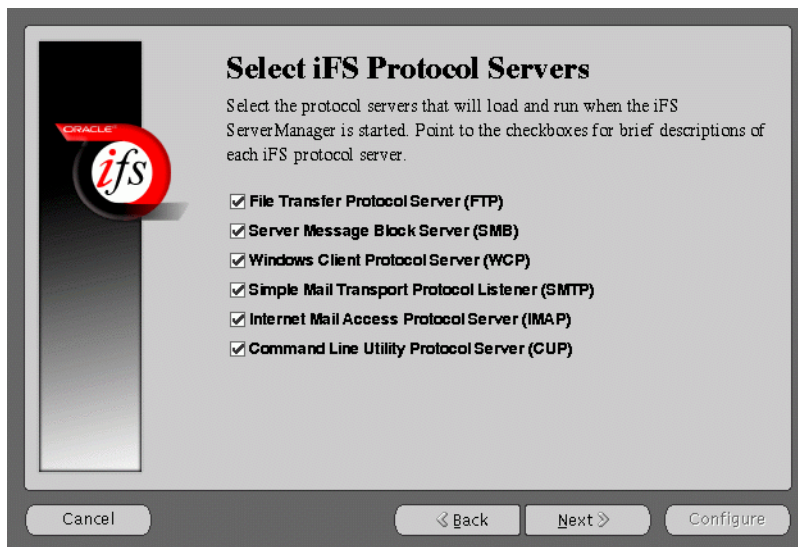 Select iFS Protocol Servers
Select the protocol servers that will load and run when the iFS
ServerManager is started. Point to the checkboxes for brief descriptions of
each iFS protocol server.
ORACLE
ifs
File Transfer Protocol Server (FTP)
Server Message Block Server (SMB)
Windows Client Protocol Server (WCP)
Simple Mail Transport Protocol Listener (SMTP)
Internet Mail Access Protocol Server (IMAP)
Command Line Utility Protocol Server (CUP)
Cancel
Back
Next
Configure